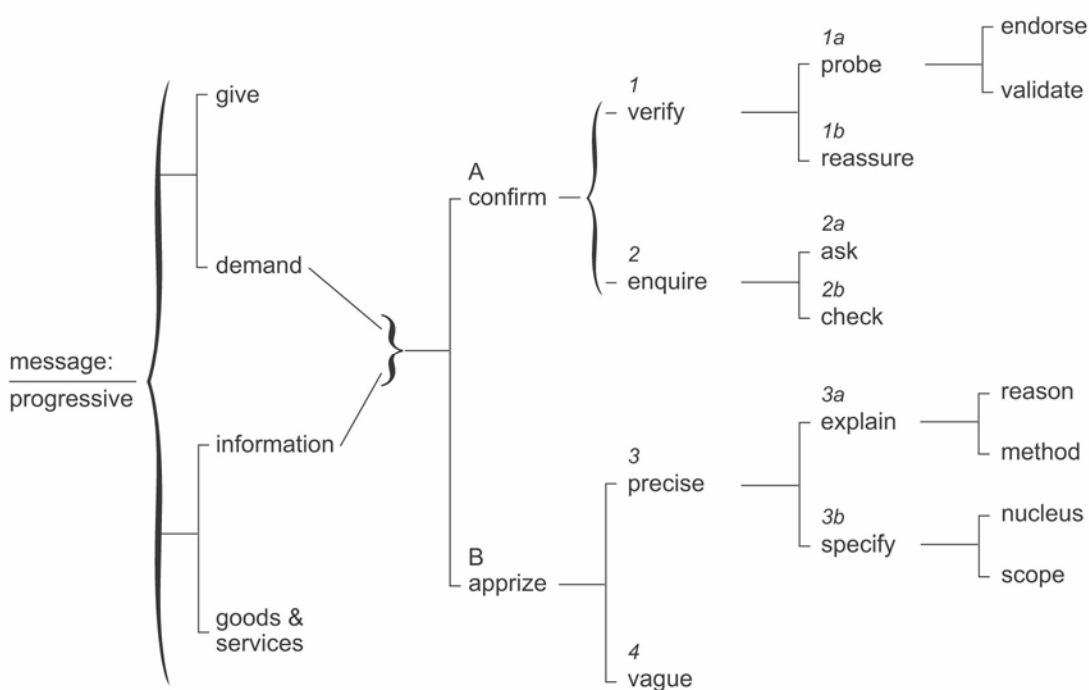 message:
progressive
give
demand
information
goods &
services
A
confirm
B
apprize
1
verify
2
enquire
3
precise
4
vague
1a
probe
1b
reassure
2a
ask
2b
check
3a
explain
3b
specify
endorse
validate
reason
method
nucleus
scope